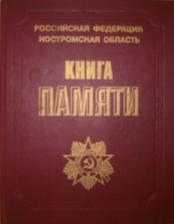 РОССИЙСКАЯ ФЕДЕРАЦИЯ
КОСТРОМСКАЯ ОБЛАСТЬ
КНИГА
ПАМЯТИ